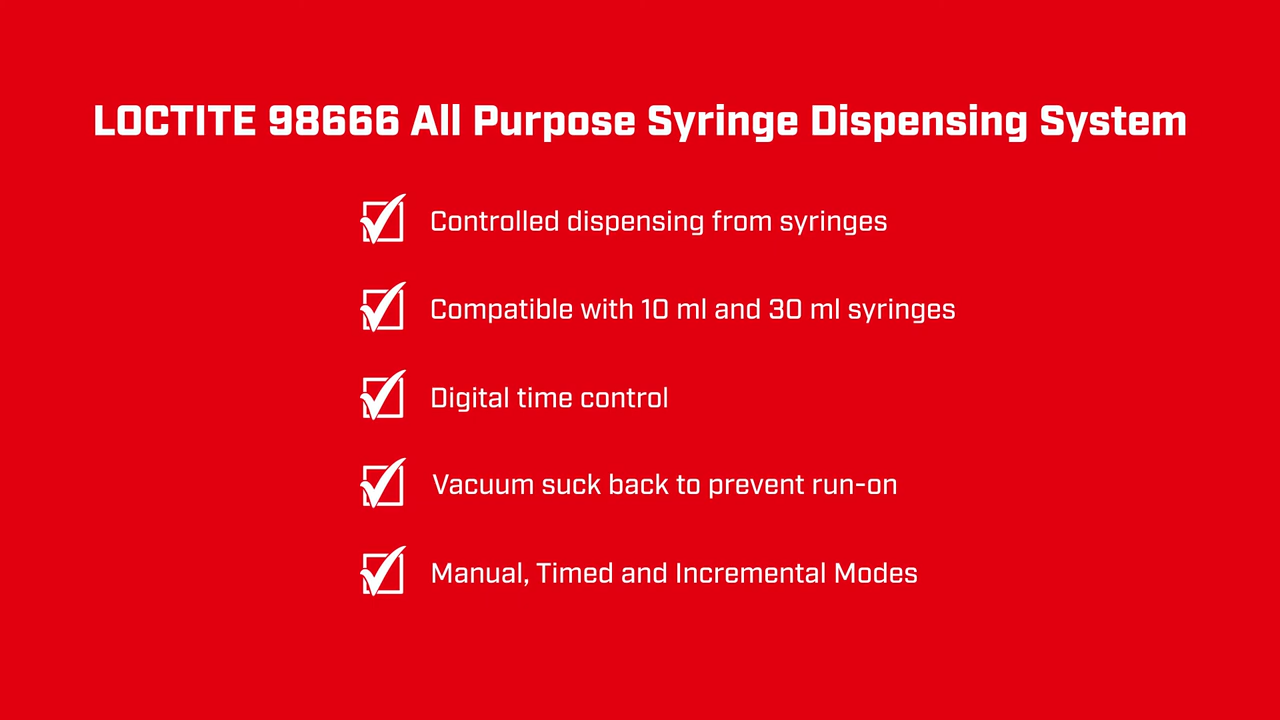 LOCTITE 98666 All Purpose Syringe Dispensing System
Controlled dispensing from syringes
Compatible with 10 ml and 30 ml syringes
Digital time control
Vacuum suck back to prevent run-on
Manual, Timed and Incremental Modes